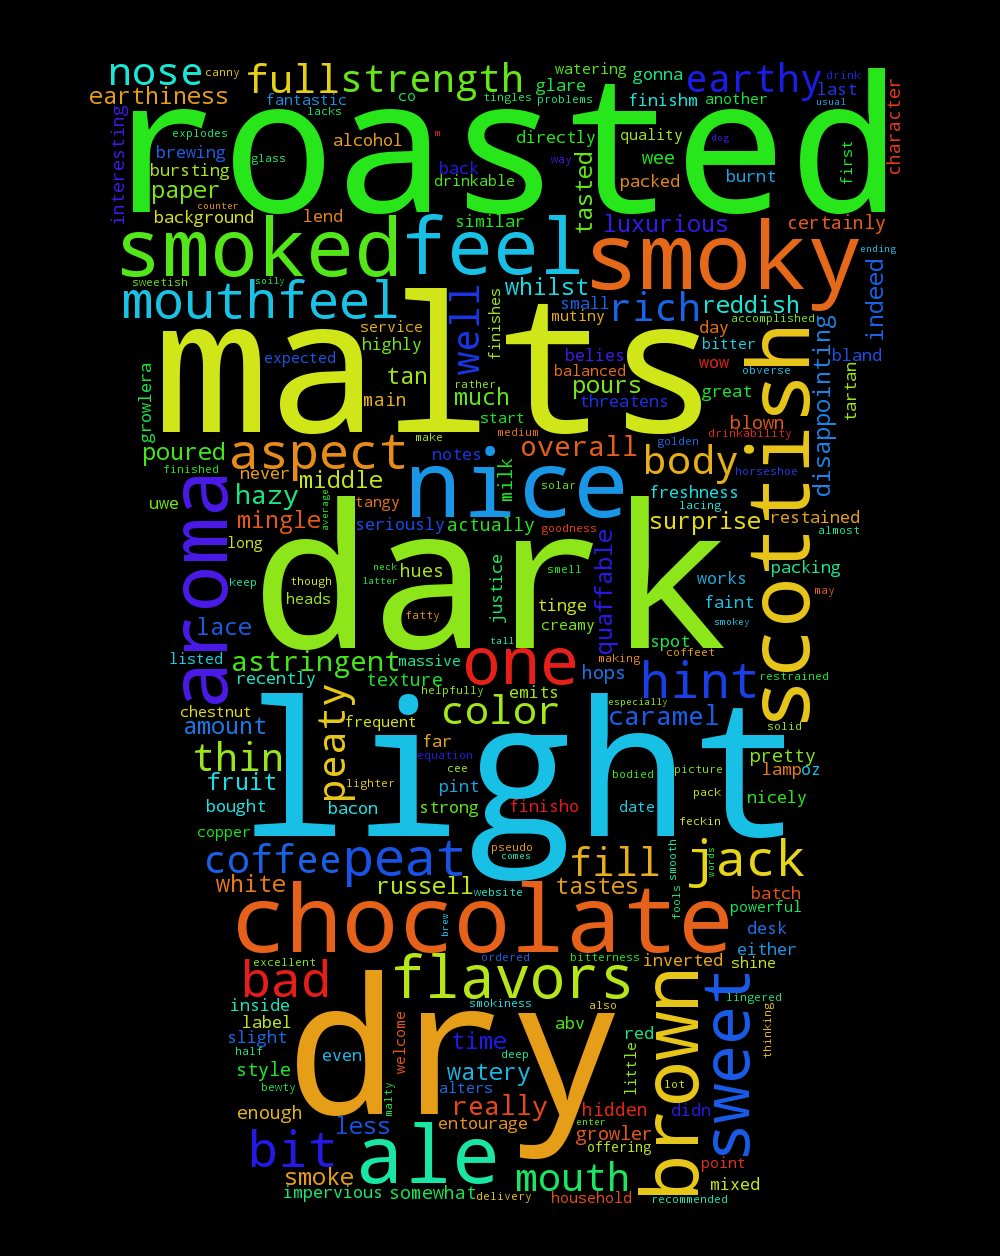 nose
canny
full
strength
watering
glare
gonna
earthy
drink
last
earthiness
fantastic
co
tingles
problems
finishm
another
usual
character
interesting
roasted
lacks
explodes
alcohol
directly
quality
dog
first
brewing
glass
m
back
way
wee
bursting
drinkable
tasted
packed
burnt
paper
counter
background
lend
similar
luxurious
certainly
smoked
feel
smoky
ending
sweetish
soily
whilst
indeed
mouthfeel
well
small
rich
reddish
malts
service
finishes
mutiny
day
accomplished
scottish
disappointing
highly
expected
belies
bitter
obverse
bland
growlera
tan
rather
balanced
wow
tartan
main
much
pours
threatens
great
start
poured
aspect
make
medium
overall
blown
drinkability
finished
never
middle
notes
nice
milk
solar
golden
body
horseshoe
aroma
hazy
tangy
freshness
lacing
uwe
mingle
average
seriously
actually
goodness
surprise
restained
almost
long
keep
dark
neck
though
latter
hues
heads
fatty
justice
smell
tinge
creamy
quaffable
works
packing
faint
may
smokey
lace
tall
spot
listed
astringent
massive
one
making
coffeet
hops
restrained
recently
texture
helpfully
emits
hint
chestnut
peaty
frequent
color
especially
caramel
solid
amount
thin
far
equation
light
pretty
lamp
oz
fruit
lighter
cee
pint
bodied
picture
pack
nicely
bought
bacon
strong
finisho
date
feckin
copper
coffee
peat
pseudo
comes
fill
smooth
words
jack
white
russell
website
tastes
fools
batch
powerful
chocolate
brew
desk
either
excellent
ordered
bitterness
inverted
shine
bad
flavors
brown
sweet
lingered
inside
smokiness
also
thinking
label
dry
abv
red
slight
welcome
time
half
even
deep
little
style
watery
lot
bewty
malty
alters
enough
really
hidden
didn
less
entourage
enter
growler
bit
ale
offering
smoke
mouth
point
impervious
somewhat
delivery
household
mixed
recommended